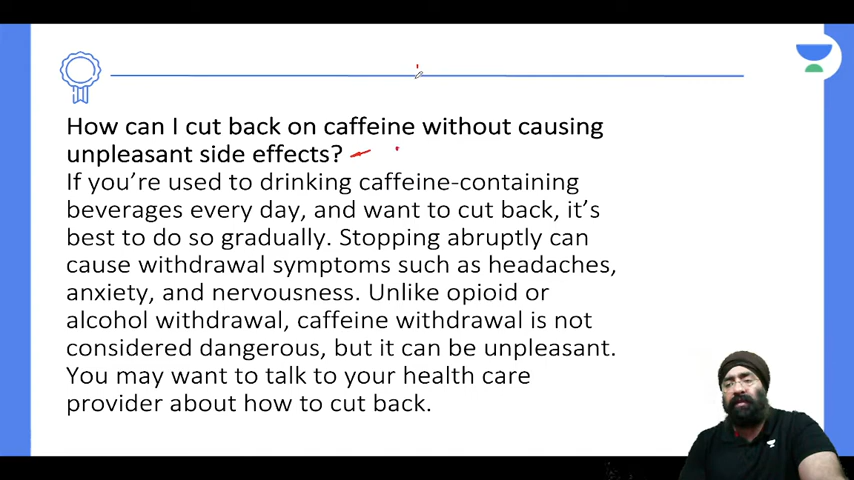 How can I cut back on caffeine without causing
unpleasant side effects?
If you’re used to drinking caffeine-containing
beverages every day, and want to cut back, it’s
best to do so gradually. Stopping abruptly can
cause withdrawal symptoms such as headaches,
anxiety, and nervousness. Unlike opioid or
alcohol withdrawal, caffeine withdrawal is not
considered dangerous, but it can be unpleasant.
You may want to talk to your health care
provider about how to cut back.